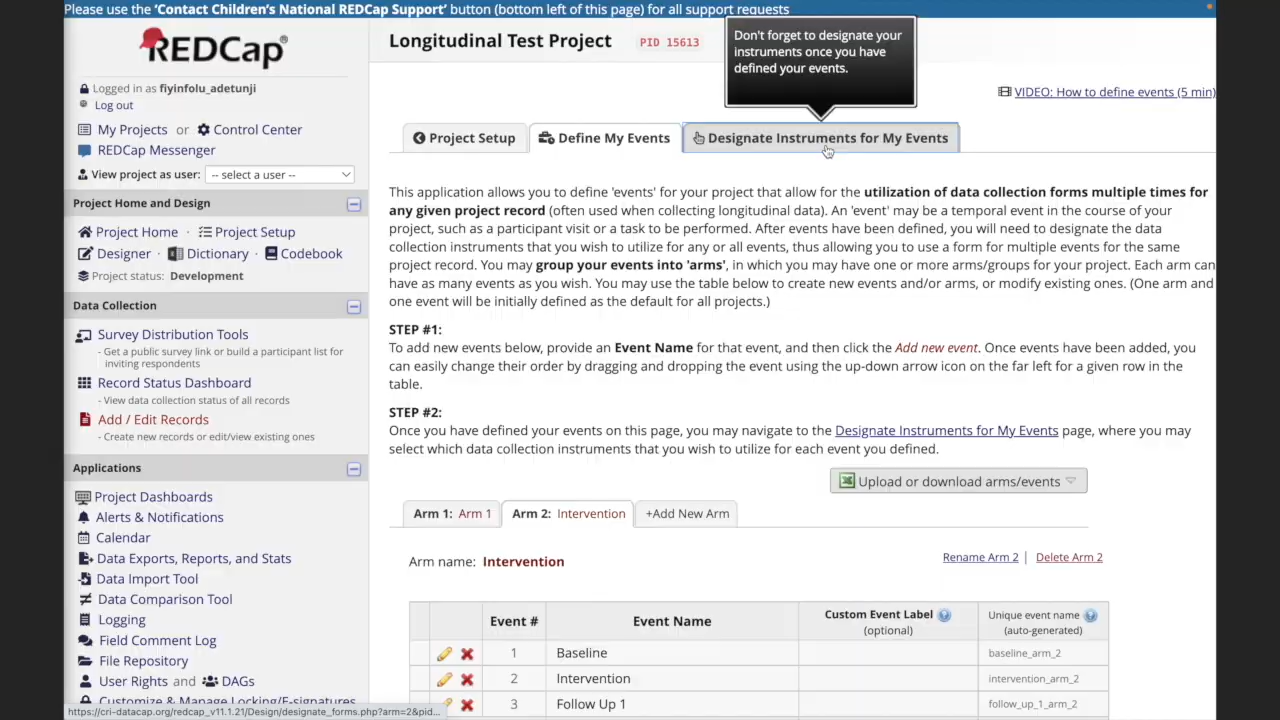 Please use the ‘Contact Children’s National REDCap Support’ button (bottom left of this page) for all support requests
REDCap
Logged in as fiyinfolu_adetunji
Log out
My Projects or Control Center
REDCap Messenger
View project as user: -- select a user --
Project Home and Design
Project Home · Project Setup
Designer · Dictionary · Codebook
Project status: Development
Data Collection
Survey Distribution Tools
- Get a public survey link or build a participant list for
inviting respondents
Record Status Dashboard
- View data collection status of all records
Add / Edit Records
- Create new records or edit/view existing ones
Applications
Project Dashboards
Alerts & Notifications
Calendar
Data Exports, Reports, and Stats
Data Import Tool
Data Comparison Tool
Logging
Field Comment Log
File Repository
User Rights and DAGs
Customize & Manage Locking/E-signatures
https://cri-datacap.org/redcap_v11.1.21/Design/designate_forms.php?arm=2&pid...
Longitudinal Test Project PID 15613
Don't forget to designate your
instruments once you have
defined your events.
VIDEO: How to define events (5 min)
Project Setup Define My Events Designate Instruments for My Events
This application allows you to define 'events' for your project that allow for the utilization of data collection forms multiple times for
any given project record (often used when collecting longitudinal data). An 'event' may be a temporal event in the course of your
project, such as a participant visit or a task to be performed. After events have been defined, you will need to designate the data
collection instruments that you wish to utilize for any or all events, thus allowing you to use a form for multiple events for the same
project record. You may group your events into 'arms', in which you may have one or more arms/groups for your project. Each arm can
have as many events as you wish. You may use the table below to create new events and/or arms, or modify existing ones. (One arm and
one event will be initially defined as the default for all projects.)
STEP #1:
To add new events below, provide an Event Name for that event, and then click the Add new event. Once events have been added, you
can easily change their order by dragging and dropping the event using the up-down arrow icon on the far left for a given row in the
table.
STEP #2:
Once you have defined your events on this page, you may navigate to the Designate Instruments for My Events page, where you may
select which data collection instruments that you wish to utilize for each event you defined.
Upload or download arms/events
Arm 1: Arm 1 Arm 2: Intervention +Add New Arm
Arm name: Intervention Rename Arm 2 | Delete Arm 2
Event # Event Name Custom Event Label (optional) Unique event name (auto-generated)
1 Baseline baseline_arm_2
2 Intervention intervention_arm_2
3 Follow Up 1 follow_up_1_arm_2